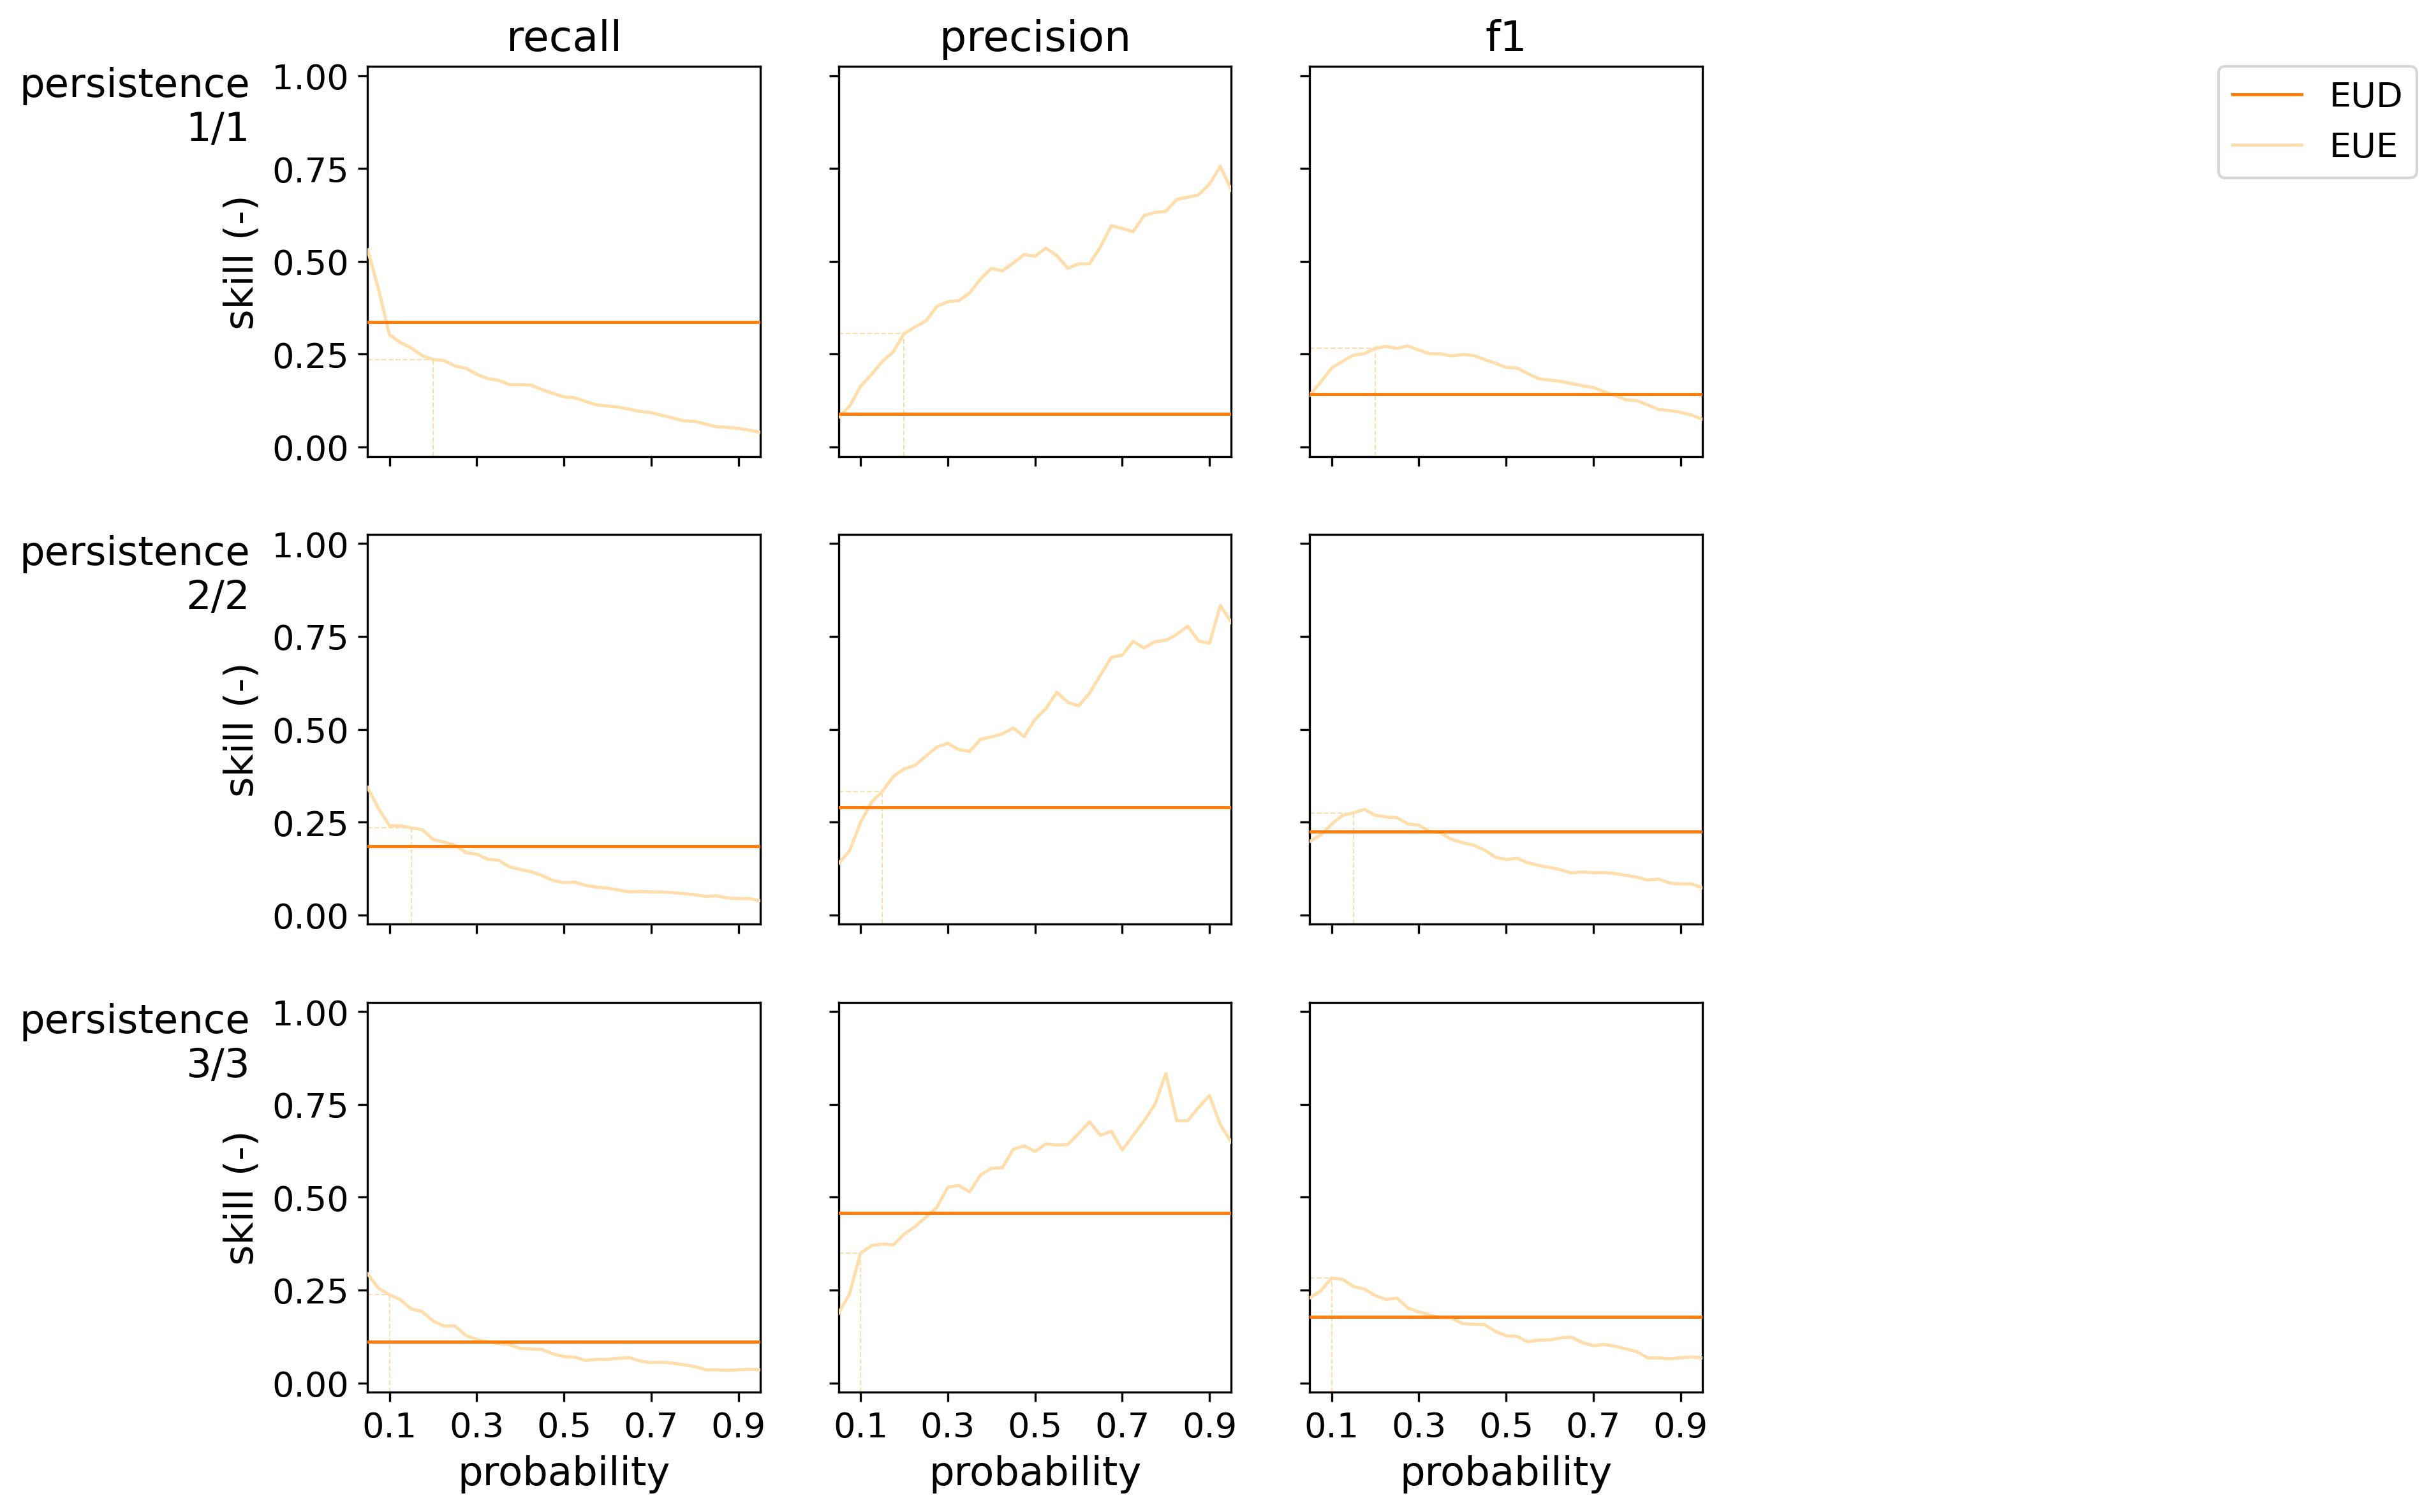 recall precision f1
persistence
1/1
skill (-)
1.00
0.75
0.50
0.25
0.00
EUD
EUE
persistence
2/2
skill (-)
1.00
0.75
0.50
0.25
0.00
persistence
3/3
skill (-)
1.00
0.75
0.50
0.25
0.00
0.1 0.3 0.5 0.7 0.9 0.1 0.3 0.5 0.7 0.9 0.1 0.3 0.5 0.7 0.9
probability probability probability